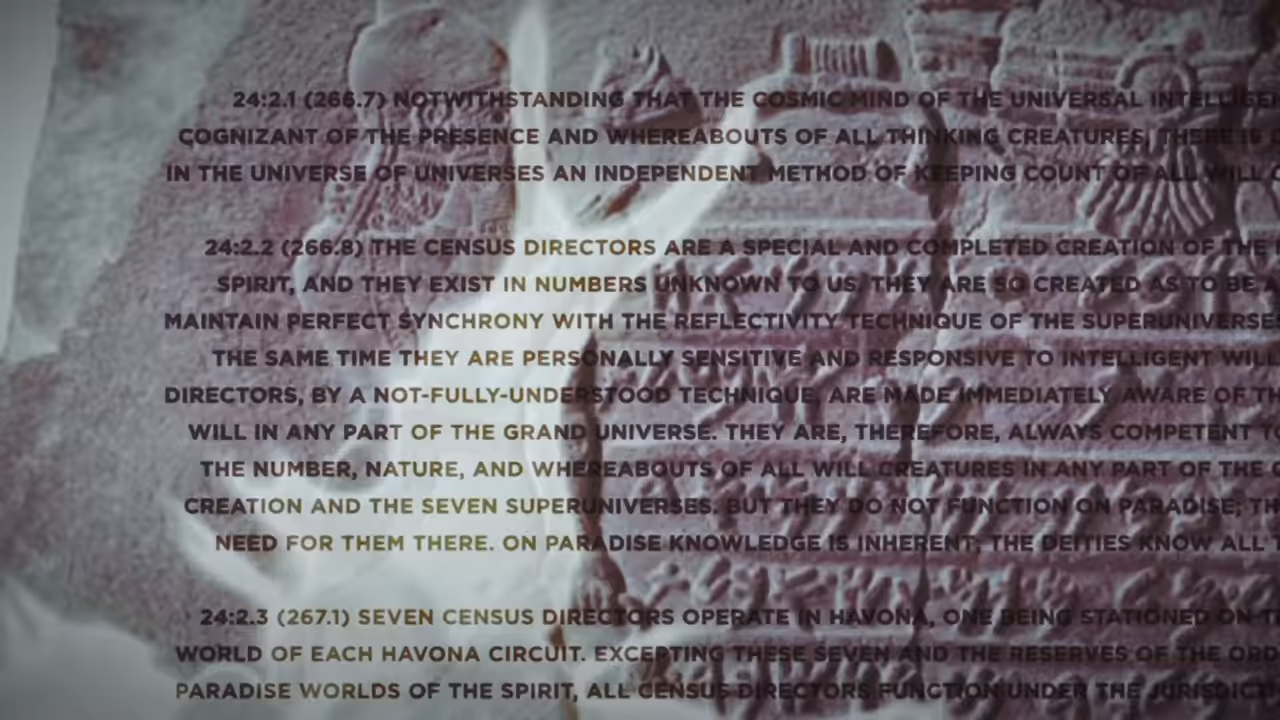 24:2.1 (266.7) NOTWITHSTANDING THAT THE COSMIC MIND OF THE UNIVERSAL
COGNIZANT OF THE PRESENCE AND WHEREABOUTS OF ALL THINKING CREATURES, THERE IS
IN THE UNIVERSE OF UNIVERSES AN INDEPENDENT METHOD OF KEEPING COUNT OF ALL WILL
24:2.2 (266.8) THE CENSUS DIRECTORS ARE A SPECIAL AND COMPLETED CREATION OF THE
SPIRIT, AND THEY EXIST IN NUMBERS UNKNOWN TO US. THEY ARE SO CREATED AS TO BE
MAINTAIN PERFECT SYNCHRONY WITH THE REFLECTIVITY TECHNIQUE OF THE SUPERUNIVERSE
THE SAME TIME THEY ARE PERSONALLY SENSITIVE AND RESPONSIVE TO INTELLIGENT WILL
DIRECTORS, BY A NOT-FULLY-UNDERSTOOD TECHNIQUE, ARE MADE IMMEDIATELY AWARE OF
WILL IN ANY PART OF THE GRAND UNIVERSE. THEY ARE, THEREFORE, ALWAYS COMPETENT
THE NUMBER, NATURE, AND WHEREABOUTS OF ALL WILL CREATURES IN ANY PART OF THE
CREATION AND THE SEVEN SUPERUNIVERSES. BUT THEY DO NOT FUNCTION ON PARADISE;
NEED FOR THEM THERE. ON PARADISE KNOWLEDGE IS INHERENT; THE DEITIES KNOW ALL
24:2.3 (267.1) SEVEN CENSUS DIRECTORS OPERATE IN HAVONA, ONE BEING STATIONED ON
WORLD OF EACH HAVONA CIRCUIT. EXCEPTING THESE SEVEN AND THE RESERVES OF THE
PARADISE WORLDS OF THE SPIRIT, ALL CENSUS DIRECTORS FUNCTION UNDER THE